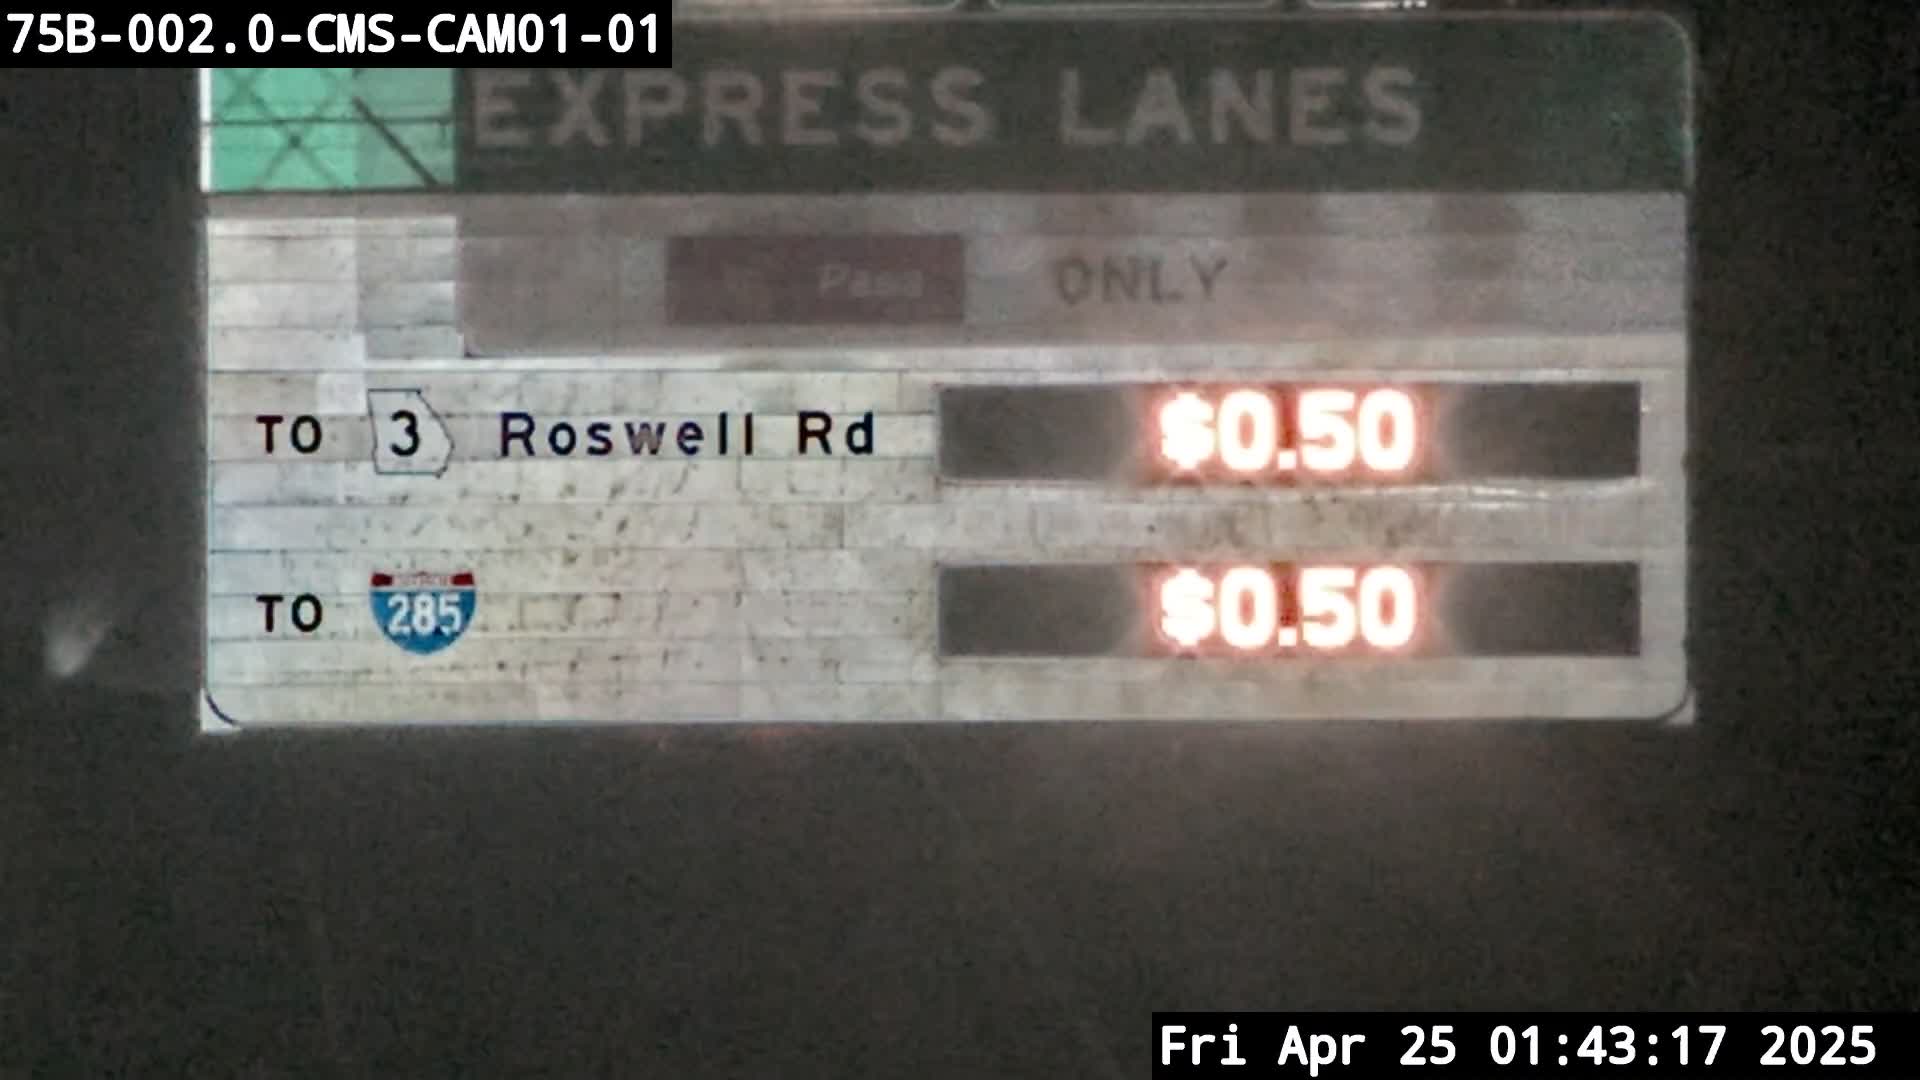 75B-002.0-CMS-CAM01-01
EXPRESS LANES
Pass ONLY
TO 3 Roswell Rd $0.50
TO 285 $0.50
Fri Apr 25 01:43:17 2025